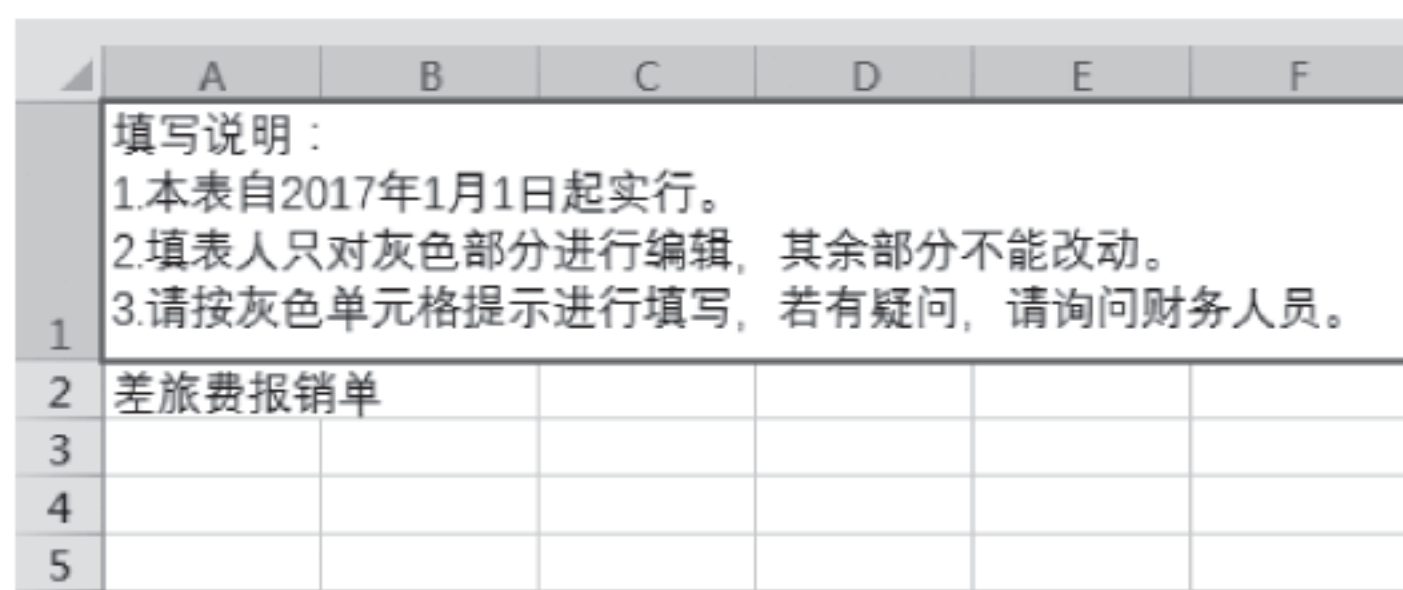 A B C D E F
填写说明：
1.本表自2017年1月1日起实行。
2.填表人只对灰色部分进行编辑，其余部分不能改动。
3.请按灰色单元格提示进行填写，若有疑问，请询问财务人员。
1
2 差旅费报销单
3
4
5